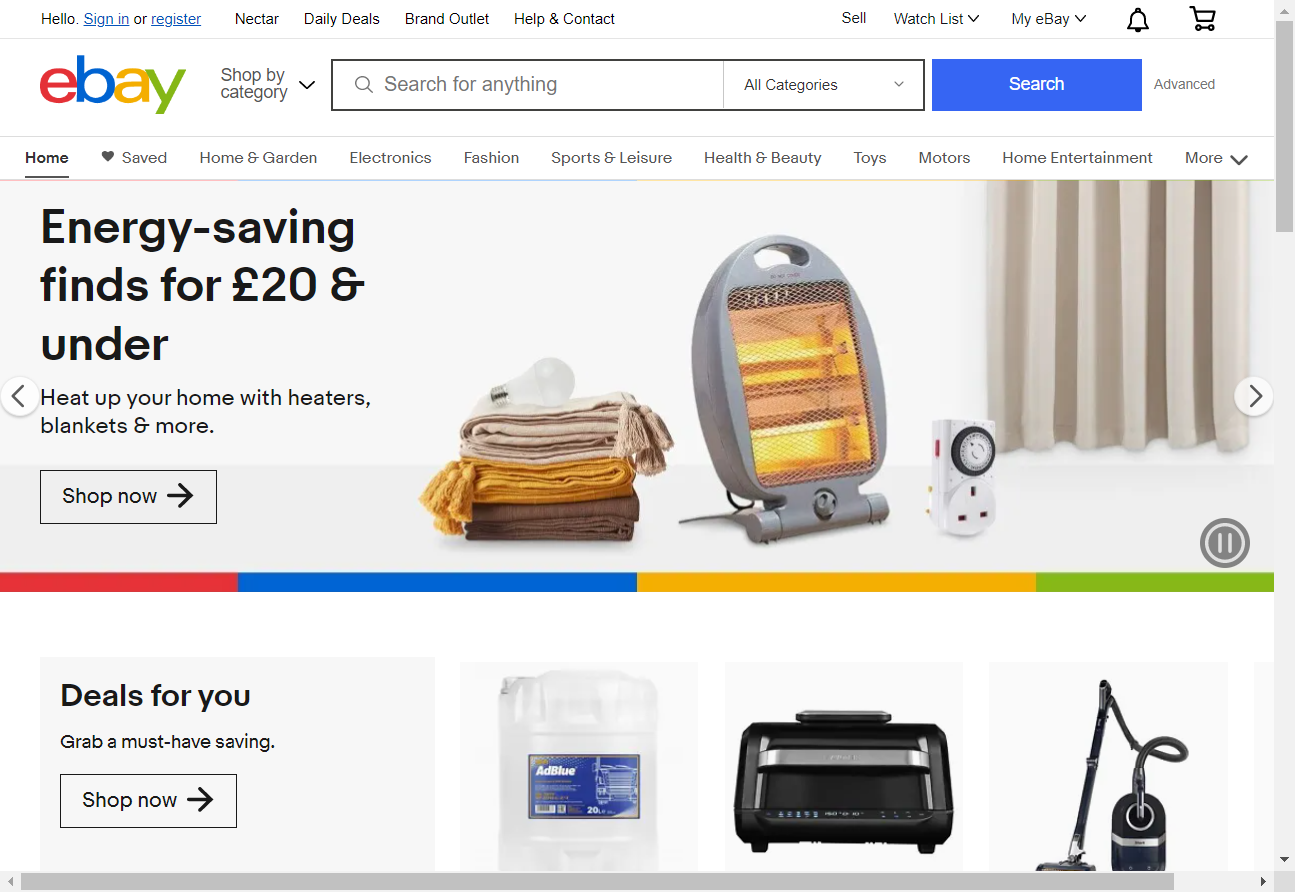 Hello. Sign in or register Nectar Daily Deals Brand Outlet Help & Contact Sell Watch List My eBay
ebay
Shop by
category
Search for anything
All Categories
Search
Advanced
Home Saved Home & Garden Electronics Fashion Sports & Leisure Health & Beauty Toys Motors Home Entertainment More
Energy-saving
finds for £20 &
under
Heat up your home with heaters,
blankets & more.
Shop now
Deals for you
Grab a must-have saving.
Shop now
AdBlue
20L